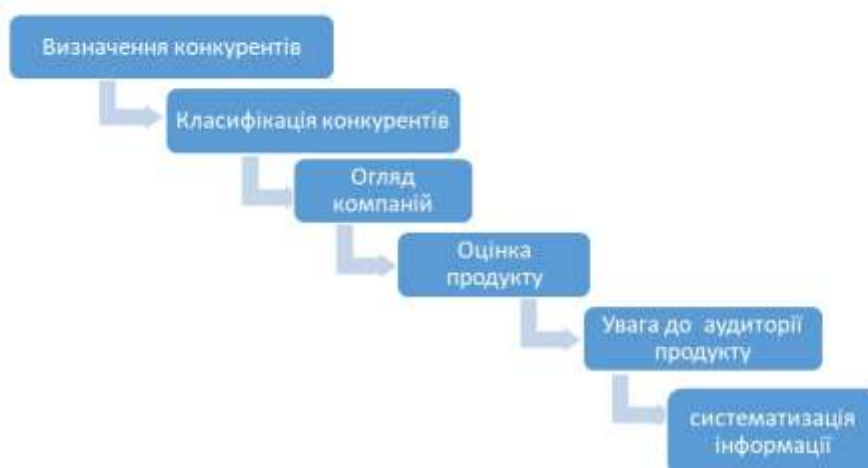 Визначення конкурентів
Класифікація конкурентів
Огляд
компаній
Оцінка
продукту
Увага до аудиторії
продукту
систематизація
інформації